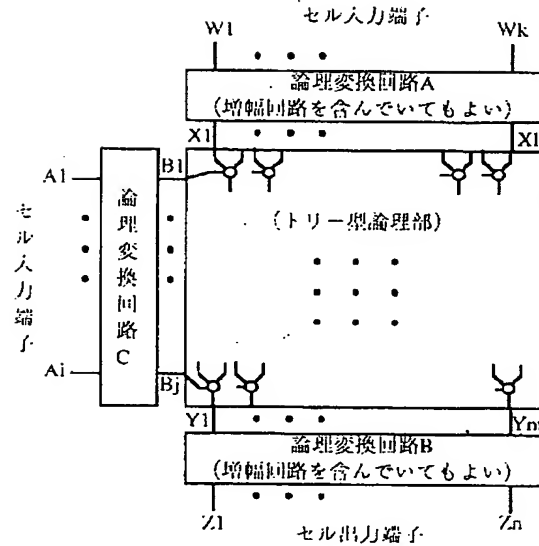 セル入力端子
W1 Wk
論理変換回路A
(増幅回路を含んでいてもよい)
X1 X1
A1 B1
セル入力端子
論理変換回路C
(トリー型論理部)
Ai Bj
Y1 Ym
論理変換回路B
(増幅回路を含んでいてもよい)
Z1 Zn
セル出力端子